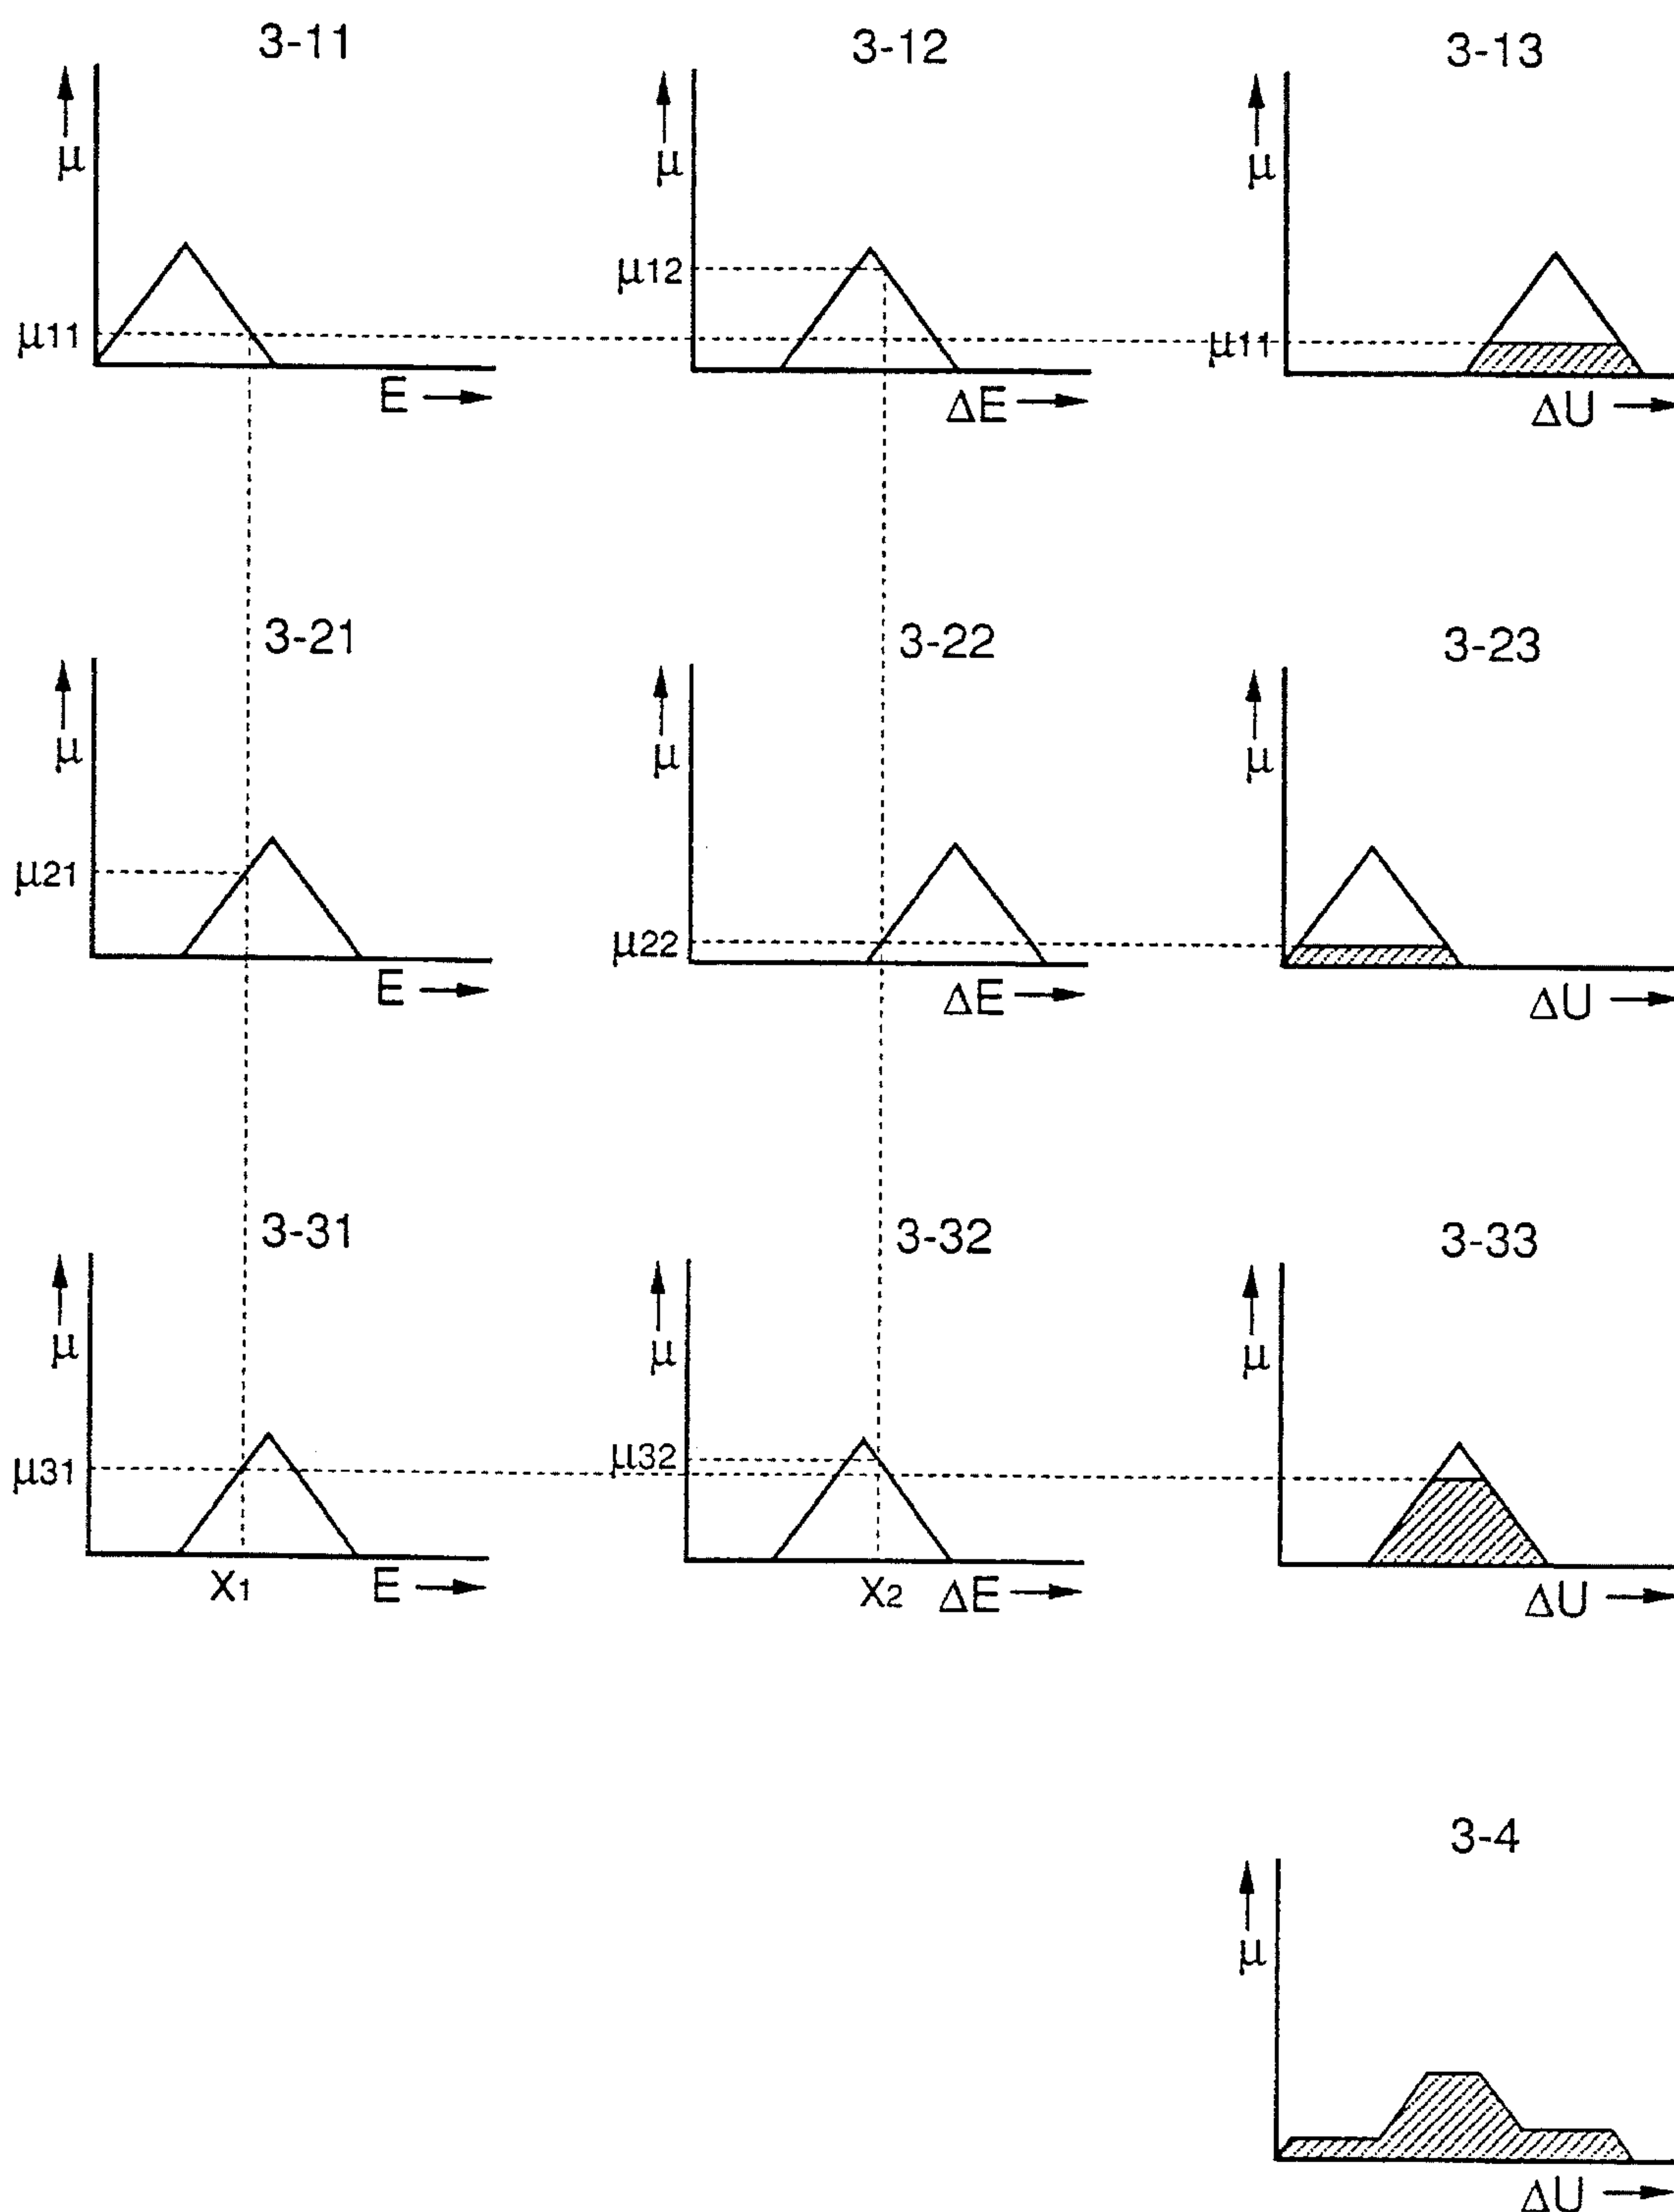 3-11 3-12 3-13
μ μ μ
μ12
μ11 μ11
E ΔE ΔU
3-21 3-22 3-23
μ μ μ
μ21
μ22
E ΔE ΔU
3-31 3-32 3-33
μ μ μ
μ32
μ31
X1 E X2 ΔE ΔU
3-4
μ
ΔU